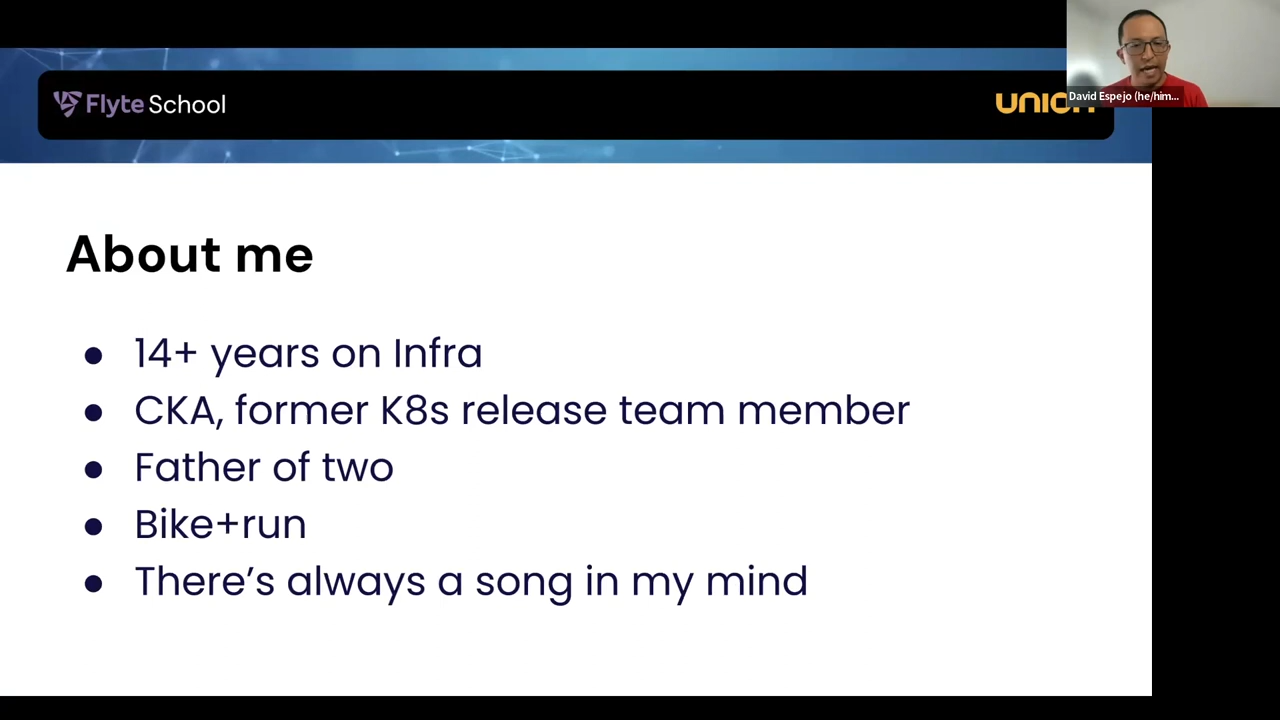 Flyte School
David Espejo (he/him...
About me
● 14+ years on Infra
● CKA, former K8s release team member
● Father of two
● Bike+run
● There's always a song in my mind